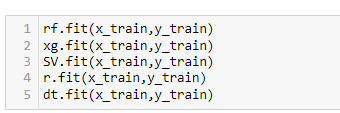 1 rf.fit(x_train,y_train)
2 xg.fit(x_train,y_train)
3 SV.fit(x_train,y_train)
4 r.fit(x_train,y_train)
5 dt.fit(x_train,y_train)